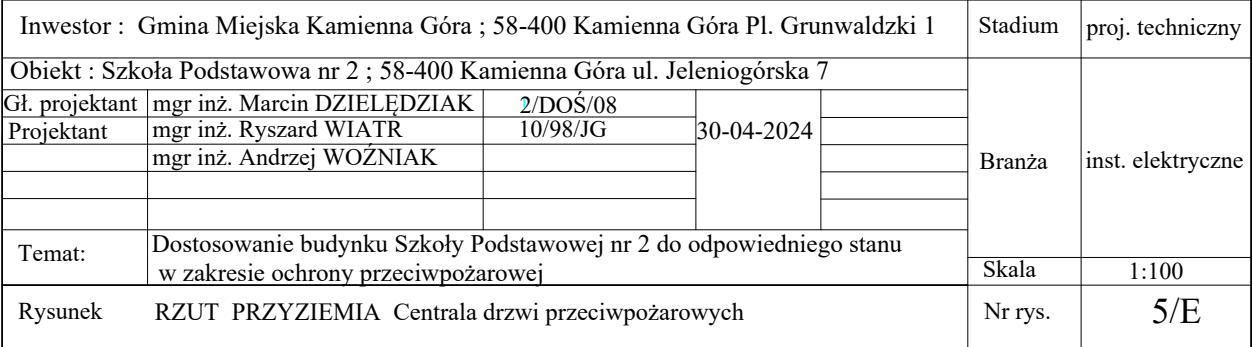 Inwestor : Gmina Miejska Kamienna Góra ; 58-400 Kamienna Góra Pl. Grunwaldzki 1
Stadium
proj. techniczny
Obiekt : Szkoła Podstawowa nr 2 ; 58-400 Kamienna Góra ul. Jeleniogórska 7
Gł. projektant mgr inż. Marcin DZIELĘDZIAK 2/DOŚ/08
Projektant mgr inż. Ryszard WIATR 10/98/JG 30-04-2024
mgr inż. Andrzej WOŹNIAK
Branża
inst. elektryczne
Temat: Dostosowanie budynku Szkoły Podstawowej nr 2 do odpowiedniego stanu
w zakresie ochrony przeciwpożarowej
Skala 1:100
Rysunek RZUT PRZYZIEMIA Centrala drzwi przeciwpożarowych
Nr rys. 5/E